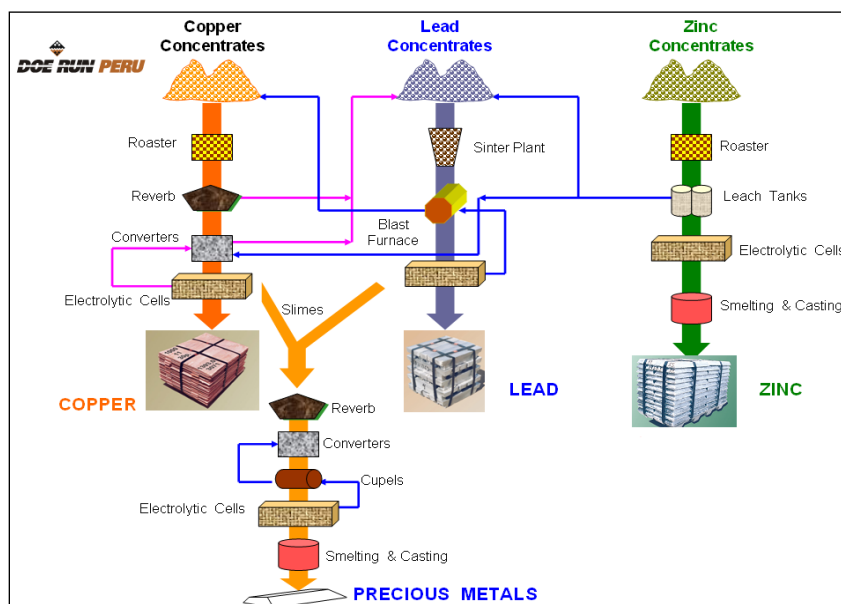 DOE RUN PERU
Copper
Concentrates
Lead
Concentrates
Zinc
Concentrates
Roaster
Sinter Plant
Roaster
Reverb
Leach Tanks
Blast
Furnace
Converters
Electrolytic Cells
Electrolytic Cells
Slimes
Smelting & Casting
COPPER
LEAD
ZINC
Reverb
Converters
Cupels
Electrolytic Cells
Smelting & Casting
PRECIOUS METALS